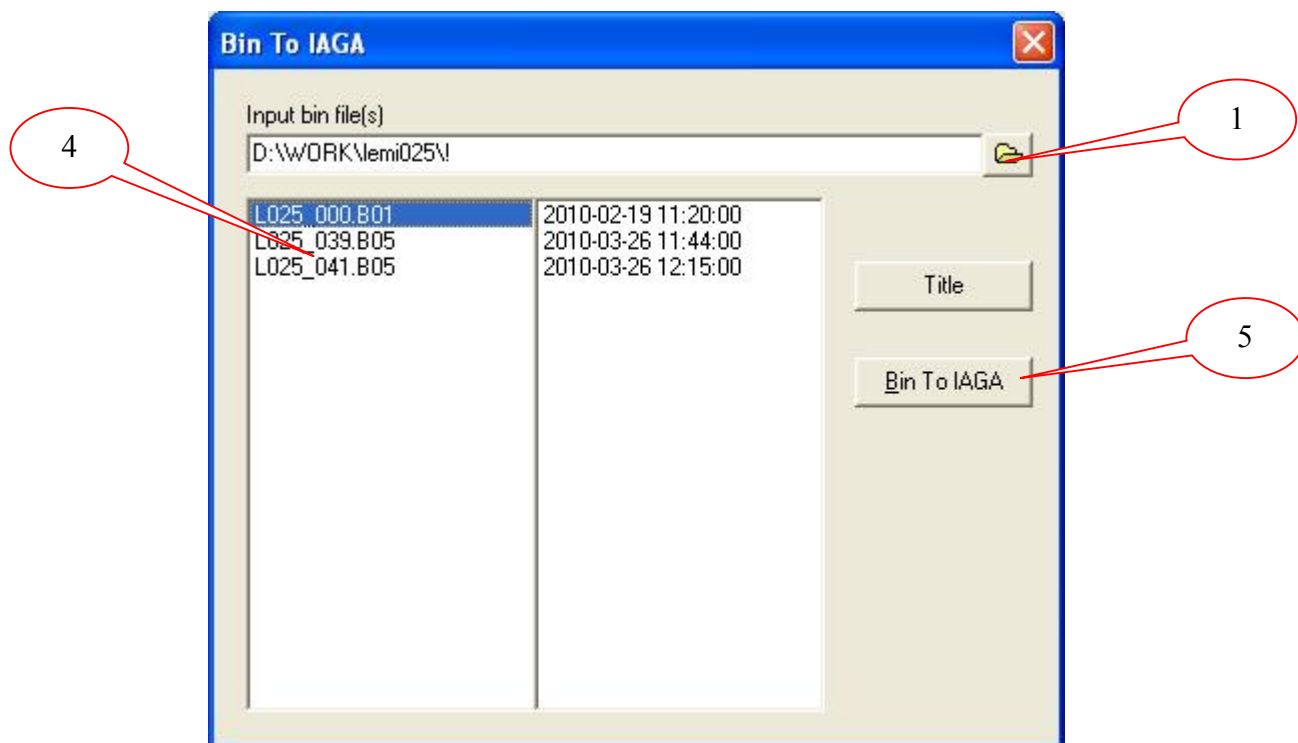 Bin To IAGA
Input bin file(s)
1
4
D:\WORK\lemi025\!
L025_000.B01 2010-02-19 11:20:00
L025_039.B05 2010-03-26 11:44:00
L025_041.B05 2010-03-26 12:15:00
Title
5
Bin To IAGA